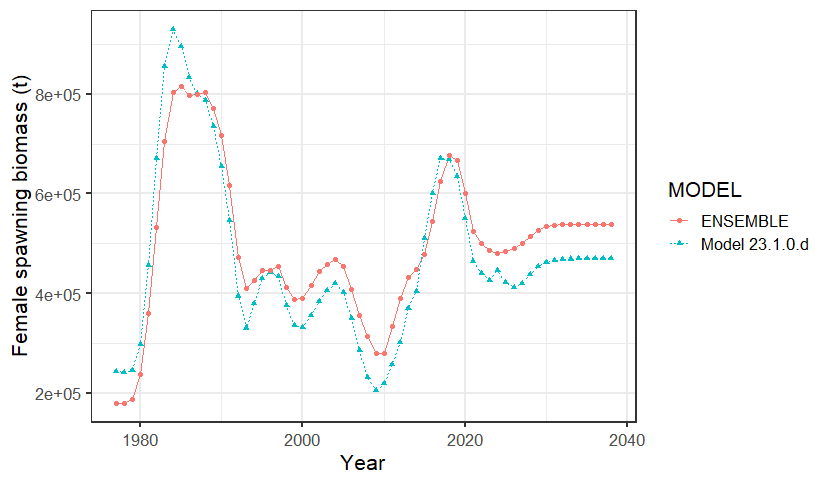 Female spawning biomass (t)
8e+05
6e+05
4e+05
2e+05
1980
2000
2020
2040
Year
MODEL
ENSEMBLE
Model 23.1.0.d